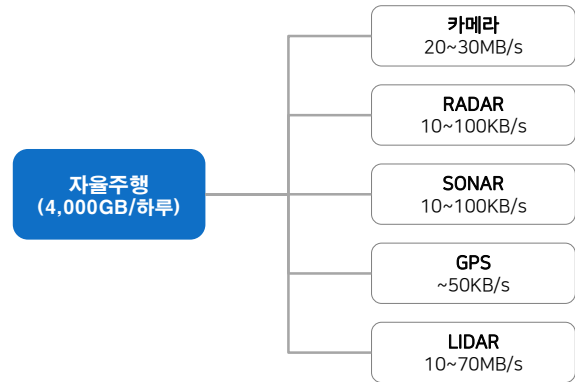 자율주행
(4,000GB/하루)
카메라
20~30MB/s
RADAR
10~100KB/s
SONAR
10~100KB/s
GPS
~50KB/s
LIDAR
10~70MB/s